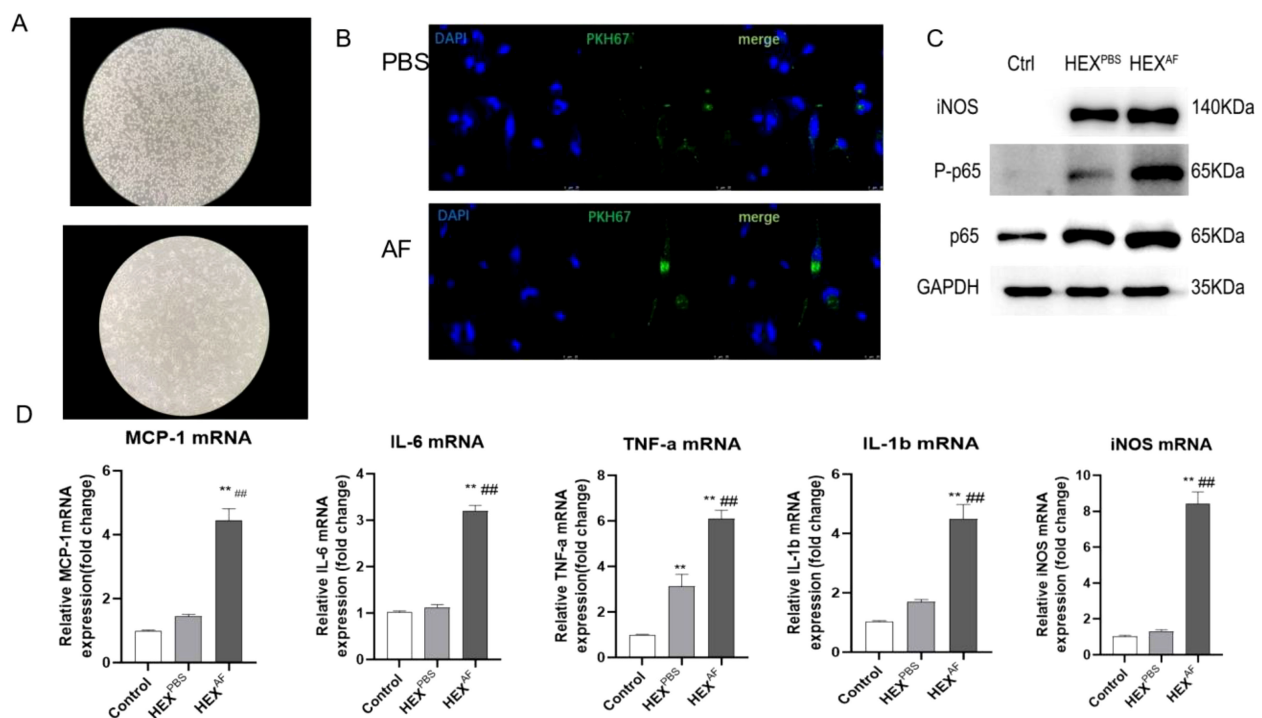 A
B
C
DAPI PKH67 merge
PBS
DAPI PKH67 merge
AF
Ctrl HEXPBS HEXAF
iNOS 140KDa
P-p65 65KDa
p65 65KDa
GAPDH 35KDa
D
MCP-1 mRNA
Relative MCP-1mRNA
expression(fold change)
6
4
2
0
** ##
Control
HEXPBS
HEXAF
IL-6 mRNA
Relative IL-6 mRNA
expression (fold change)
4
3
2
1
0
** ##
Control
HEXPBS
HEXAF
TNF-a mRNA
Relative TNF-a mRNA
expression(fold change)
8
6
4
2
0
**
** ##
Control
HEXPBS
HEXAF
IL-1b mRNA
Relative IL-1b mRNA
expression (fold change)
6
4
2
0
** ##
Control
HEXPBS
HEXAF
iNOS mRNA
Relative iNOS mRNA
expression (fold change)
10
8
6
4
2
0
** ##
Control
HEXPBS
HEXAF